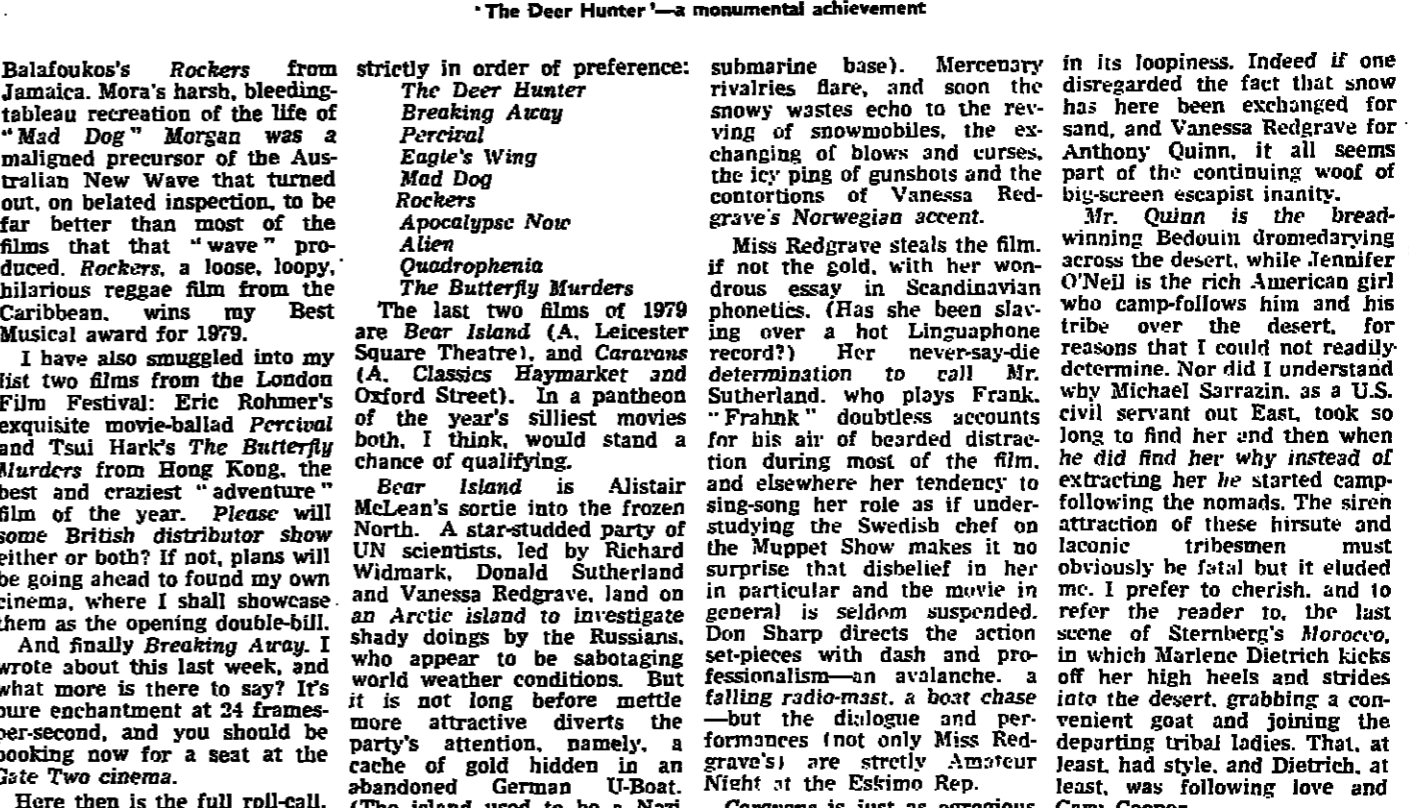 'The Deer Hunter'—a monumental achievement
Balafoukos's Rockers from
Jamaica. Mora's harsh, bleeding-
tableau recreation of the life of
"Mad Dog" Morgan was a
maligned precursor of the Aus-
tralian New Wave that turned
out, on belated inspection, to be
far better than most of the
films that that "wave" pro-
duced. Rockers, a loose, loopy,
hilarious reggae film from the
Caribbean, wins my Best
Musical award for 1979.
I have also smuggled into my
list two films from the London
Film Festival: Eric Rohmer's
exquisite movie-ballad Percival
and Tsui Hark's The Butterfly
Murders from Hong Kong, the
best and craziest "adventure"
film of the year. Please will
some British distributor show
either or both? If not, plans will
be going ahead to found my own
cinema, where I shall showcase
them as the opening double-bill.
And finally Breaking Away. I
wrote about this last week, and
what more is there to say? It's
pure enchantment at 24 frames-
per-second, and you should be
booking now for a seat at the
Gate Two cinema.
Here then is the full roll-call,
strictly in order of preference:
The Deer Hunter
Breaking Away
Percival
Eagle's Wing
Mad Dog
Rockers
Apocalypse Now
Alien
Quadrophenia
The Butterfly Murders
The last two films of 1979
are Bear Island (A, Leicester
Square Theatre), and Caravans
(A, Classics Haymarket and
Oxford Street). In a pantheon
of the year's silliest movies
both, I think, would stand a
chance of qualifying.
Bear Island is Alistair
McLean's sortie into the frozen
North. A star-studded party of
UN scientists, led by Richard
Widmark, Donald Sutherland
and Vanessa Redgrave, land on
an Arctic island to investigate
shady doings by the Russians,
who appear to be sabotaging
world weather conditions. But
it is not long before mettle
more attractive diverts the
party's attention, namely, a
cache of gold hidden in an
abandoned German U-Boat.
(The island used to be a Nazi
submarine base). Mercenary
rivalries flare, and soon the
snowy wastes echo to the rev-
ving of snowmobiles, the ex-
changing of blows and curses,
the icy ping of gunshots and the
contortions of Vanessa Red-
grave's Norwegian accent.
Miss Redgrave steals the film,
if not the gold, with her won-
drous essay in Scandinavian
phonetics. (Has she been slav-
ing over a hot Linguaphone
record?) Her never-say-die
determination to call Mr.
Sutherland, who plays Frank,
"Frahnk" doubtless accounts
for his air of bearded distrac-
tion during most of the film,
and elsewhere her tendency to
sing-song her role as if under-
studying the Swedish chef on
the Muppet Show makes it no
surprise that disbelief in her
in particular and the movie in
general is seldom suspended.
Don Sharp directs the action
set-pieces with dash and pro-
fessionalism—an avalanche, a
falling radio-mast, a boat chase
—but the dialogue and per-
formances (not only Miss Red-
grave's) are strctly Amateur
Night at the Eskimo Rep.
Caravans is just as egregious
in its loopiness. Indeed if one
disregarded the fact that snow
has here been exchanged for
sand, and Vanessa Redgrave for
Anthony Quinn, it all seems
part of the continuing woof of
big-screen escapist inanity.
Mr. Quinn is the bread-
winning Bedouin dromedarying
across the desert, while Jennifer
O'Neil is the rich American girl
who camp-follows him and his
tribe over the desert, for
reasons that I could not readily
determine. Nor did I understand
why Michael Sarrazin, as a U.S.
civil servant out East, took so
long to find her and then when
he did find her why instead of
extracting her he started camp-
following the nomads. The siren
attraction of these hirsute and
laconic tribesmen must
obviously be fatal but it eluded
me. I prefer to cherish, and to
refer the reader to, the last
scene of Sternberg's Morocco,
in which Marlene Dietrich kicks
off her high heels and strides
into the desert, grabbing a con-
venient goat and joining the
departing tribal ladies. That, at
least, had style, and Dietrich, at
least, was following love and
Gary Cooper.